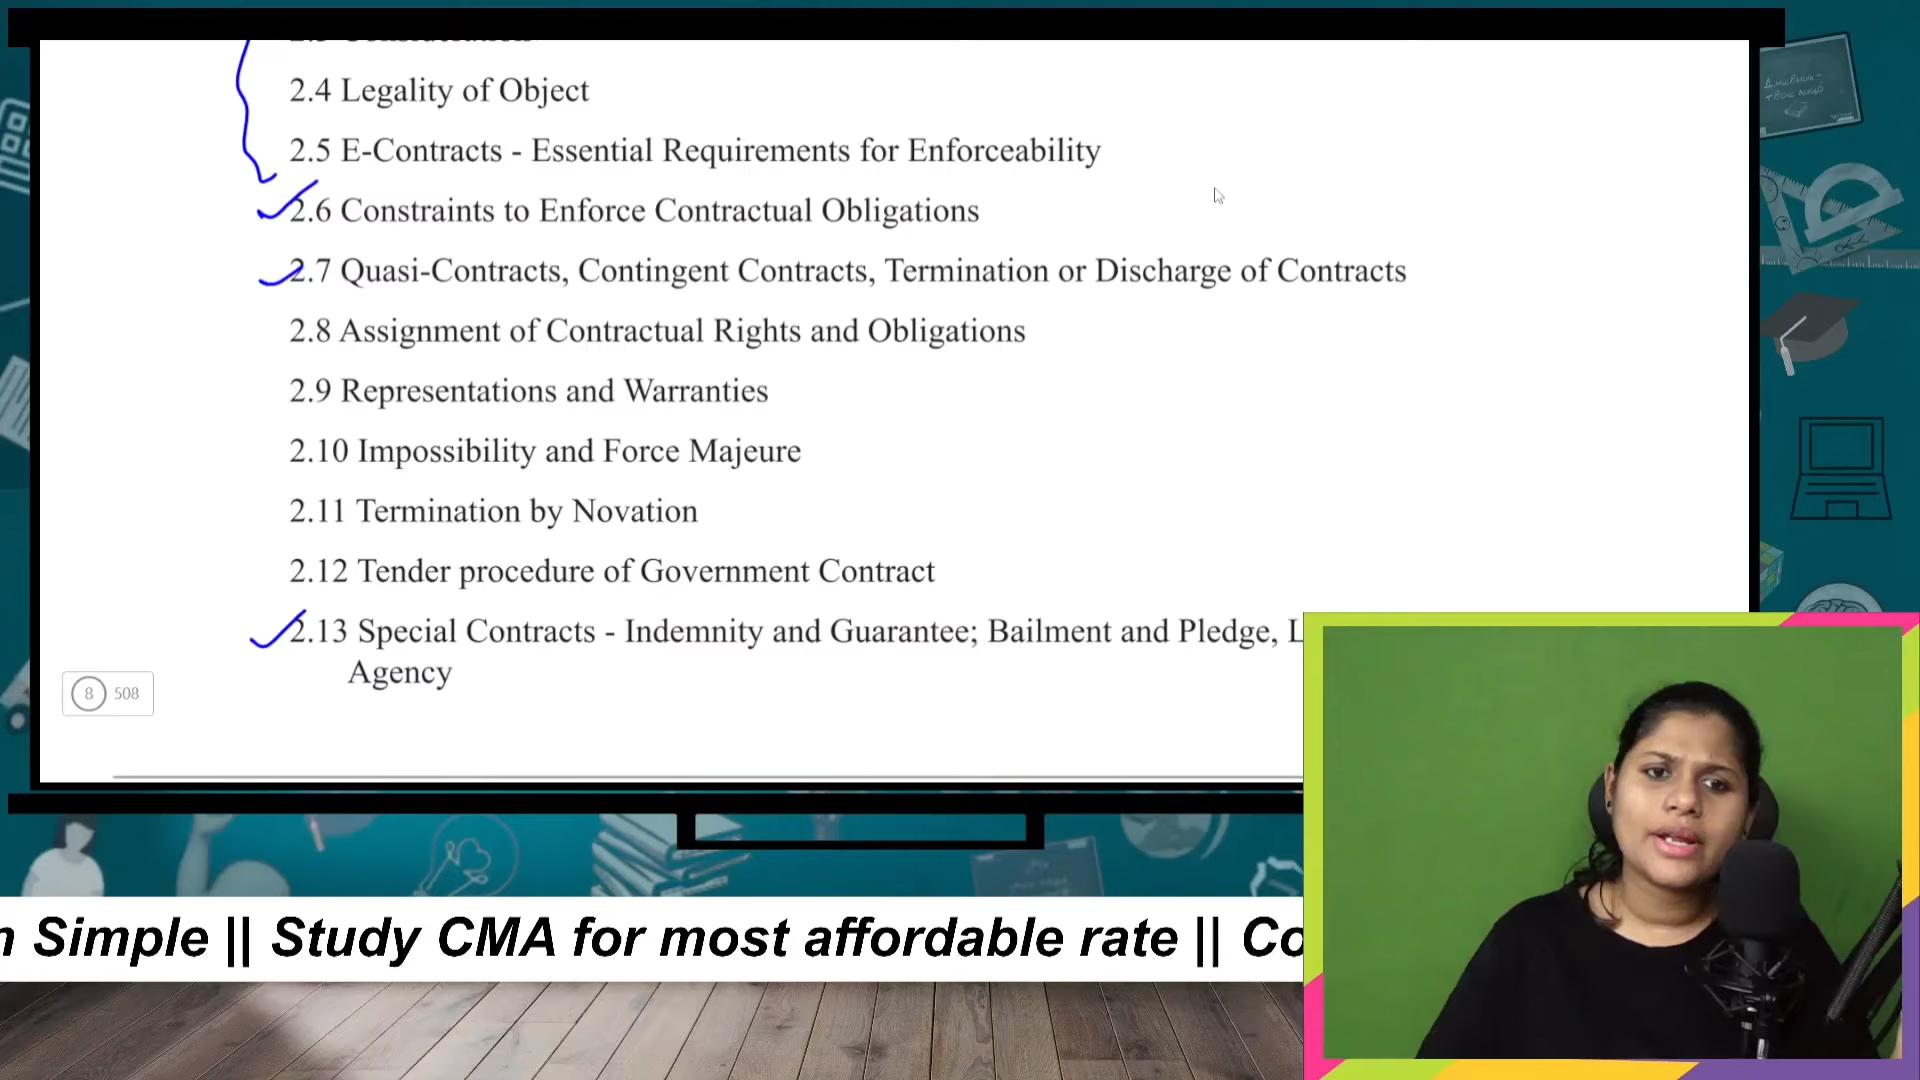 2.4 Legality of Object
2.5 E-Contracts - Essential Requirements for Enforceability
2.6 Constraints to Enforce Contractual Obligations
2.7 Quasi-Contracts, Contingent Contracts, Termination or Discharge of Contracts
2.8 Assignment of Contractual Rights and Obligations
2.9 Representations and Warranties
2.10 Impossibility and Force Majeure
2.11 Termination by Novation
2.12 Tender procedure of Government Contract
2.13 Special Contracts - Indemnity and Guarantee; Bailment and Pledge, L
Agency
8 508
n Simple || Study CMA for most affordable rate || Co